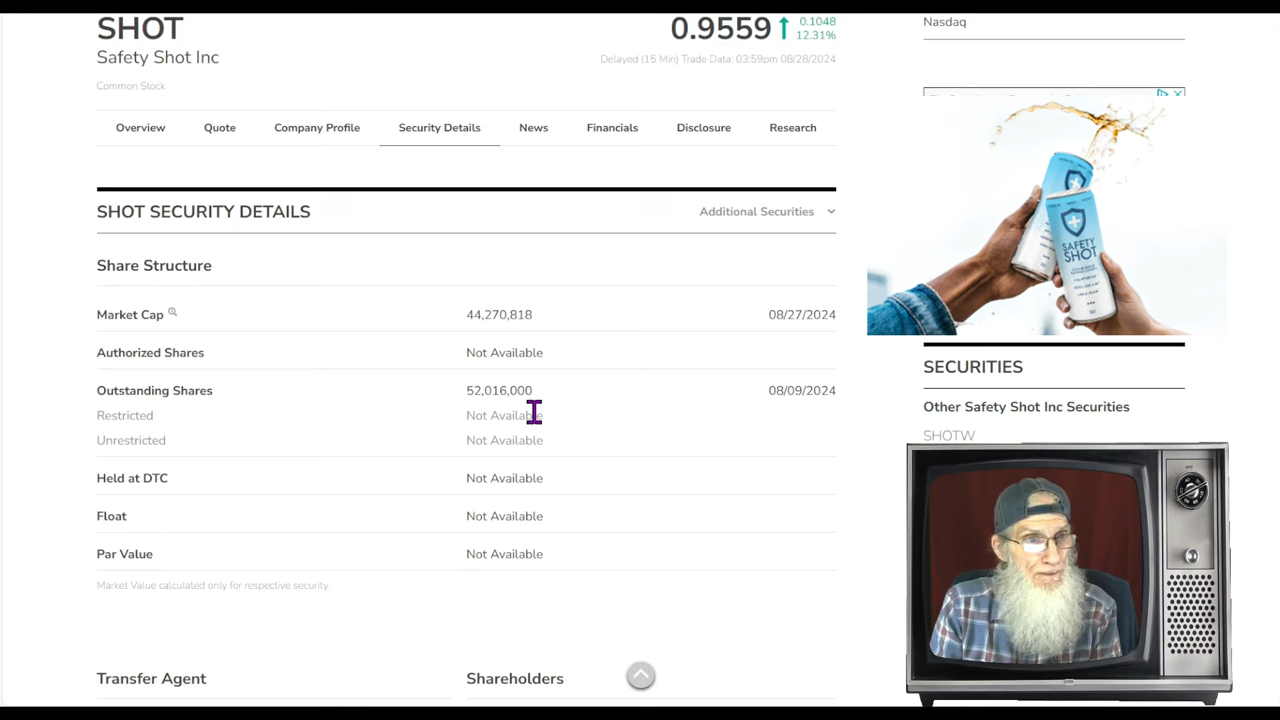 SHOT
0.9559
0.1048
12.31%
Safety Shot Inc
Delayed (15 Min) Trade Data: 03:59pm 08/28/2024
Common Stock
Overview Quote Company Profile Security Details News Financials Disclosure Research
SHOT SECURITY DETAILS
Additional Securities
Share Structure
Market Cap 44,270,818 08/27/2024
Authorized Shares Not Available
Outstanding Shares 52,016,000 08/09/2024
Restricted Not Available
Unrestricted Not Available
Held at DTC Not Available
Float Not Available
Par Value Not Available
Market Value calculated only for respective security
Transfer Agent Shareholders
Nasdaq
SAFETY
SHOT
SECURITIES
Other Safety Shot Inc Securities
SHOTW